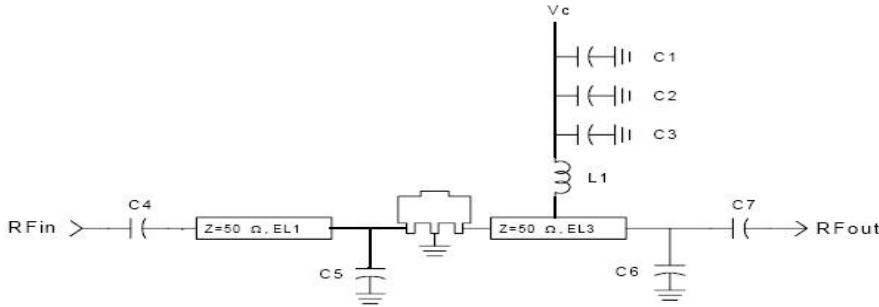 Vc
C1
C2
C3
L1
C4
C7
RFin
Z=50 Ω, EL1
Z=50 Ω, EL3
RFout
C5
C6